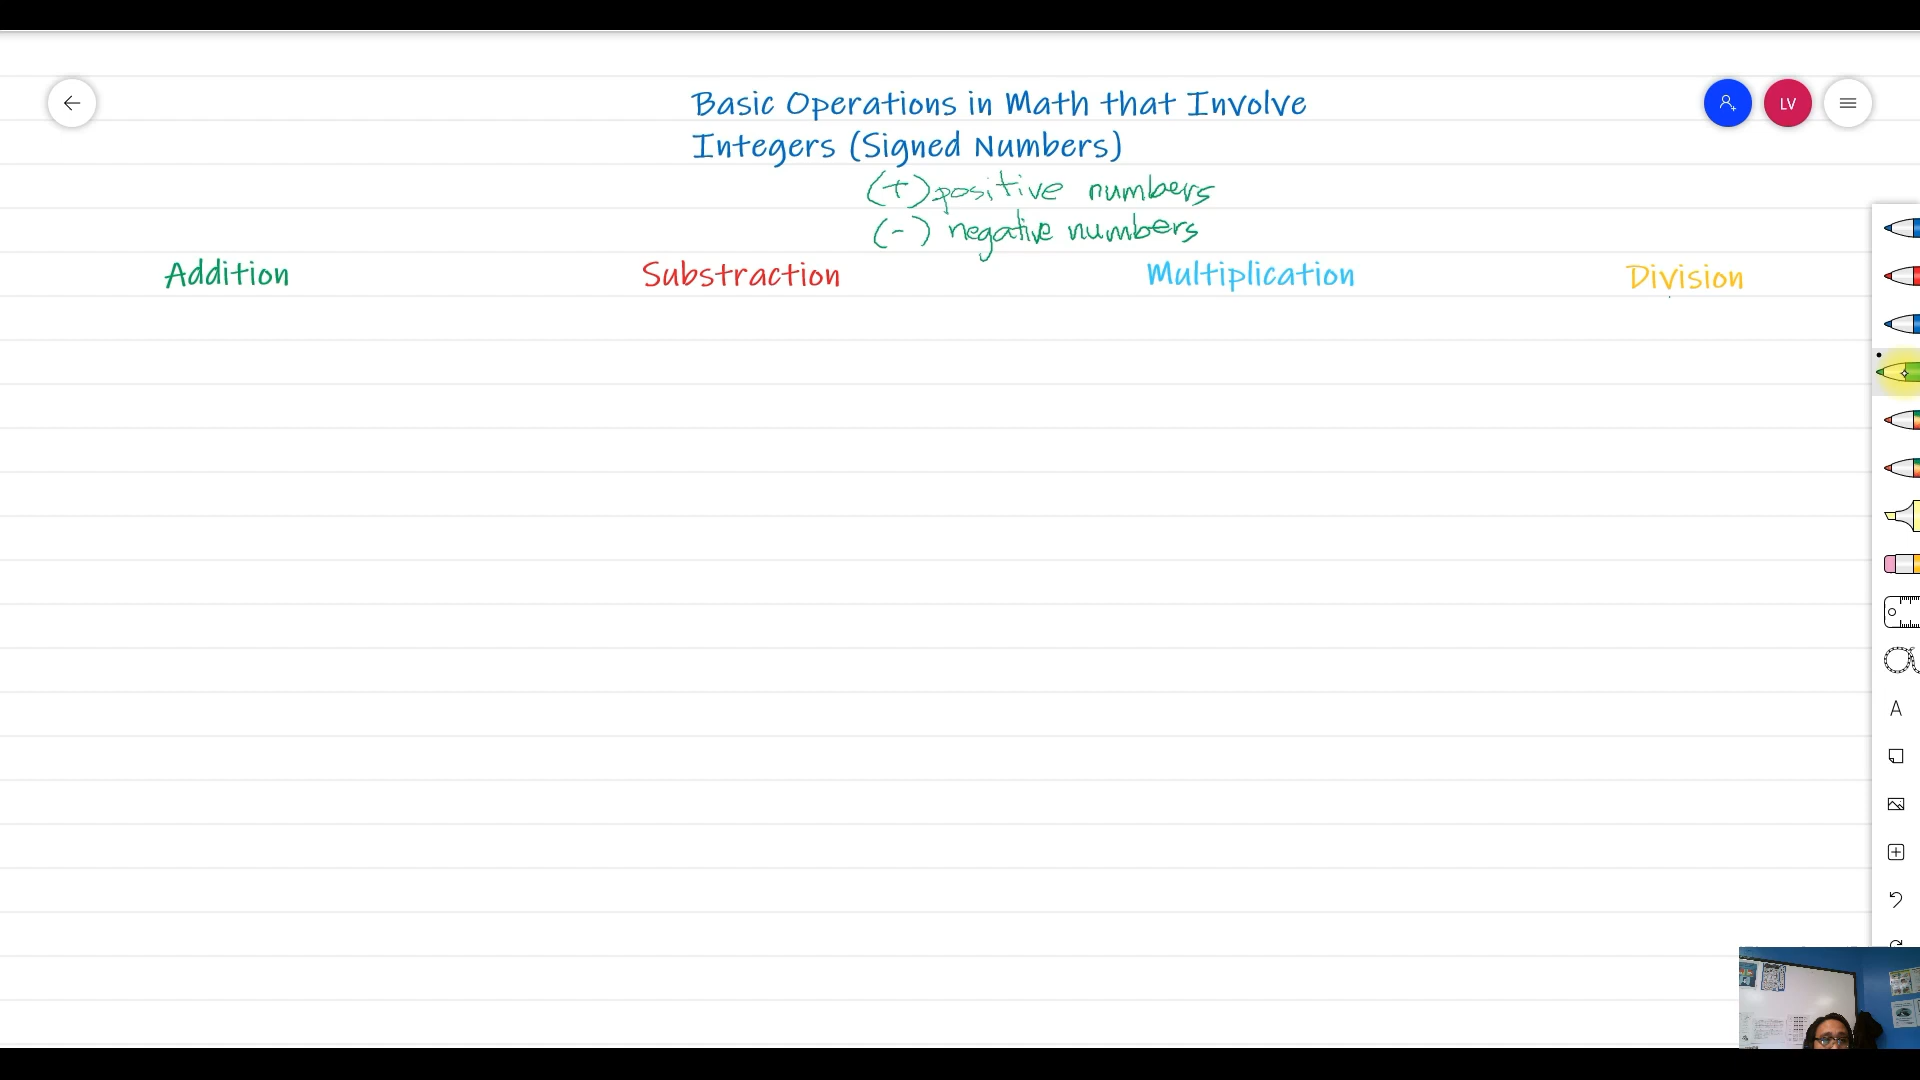 Basic Operations in Math that Involve
Integers (Signed Numbers)
(+) positive numbers
(-) negative numbers
Addition Substraction Multiplication Division
LV
A